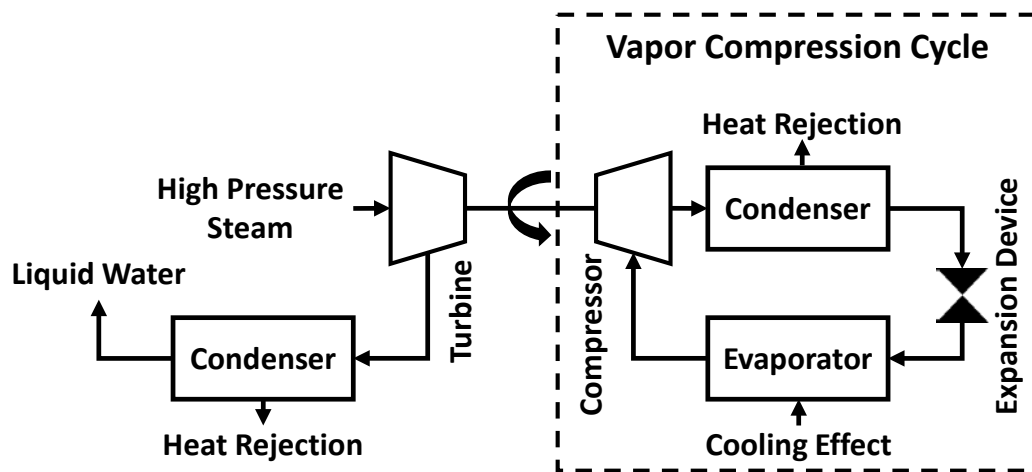 Vapor Compression Cycle
Heat Rejection
High Pressure
Steam
Condenser
Liquid Water
Turbine
Compressor
Expansion Device
Condenser
Evaporator
Heat Rejection
Cooling Effect